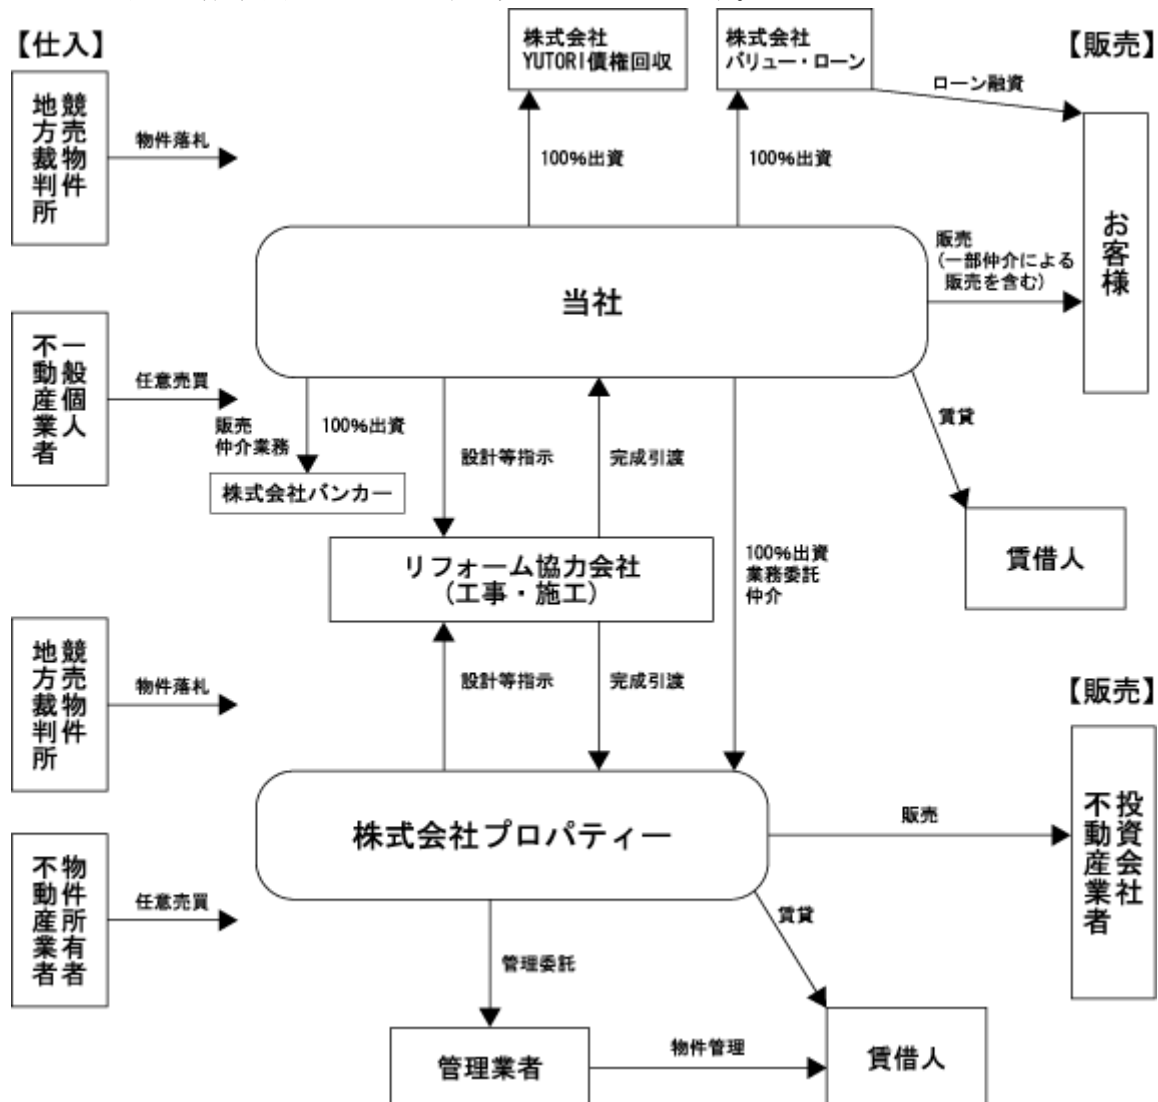 【仕入】
株式会社
YUTORI債権回収
株式会社
バリュー・ローン
【販売】
ローン融資
競売物件
地方裁判所
物件落札
100%出資
100%出資
お客様
販売
(一部仲介による
販売を含む)
当社
一般個人
不動産業者
任意売買
販売
仲介業務
100%出資
設計等指示
完成引渡
賃貸
株式会社バンカー
リフォーム協力会社
(工事・施工)
100%出資
業務委託
仲介
賃借人
競売物件
地方裁判所
物件落札
設計等指示
完成引渡
【販売】
株式会社プロパティー
販売
投資会社
不動産業者
物件所有者
不動産業者
任意売買
賃貸
管理委託
管理業者
物件管理
賃借人